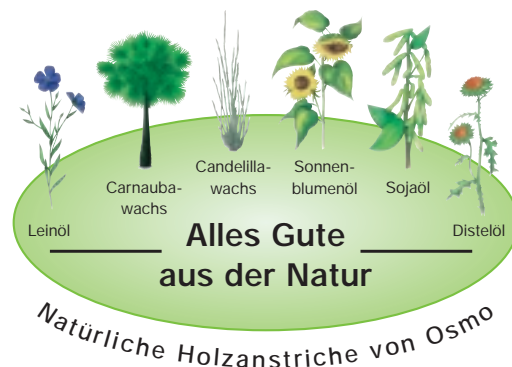 Leinöl
Carnauba-
wachs
Candelilla-
wachs
Sonnen-
blumenöl
Sojaöl
Distelöl
Alles Gute
aus der Natur
Natürliche Holzanstriche von Osmo